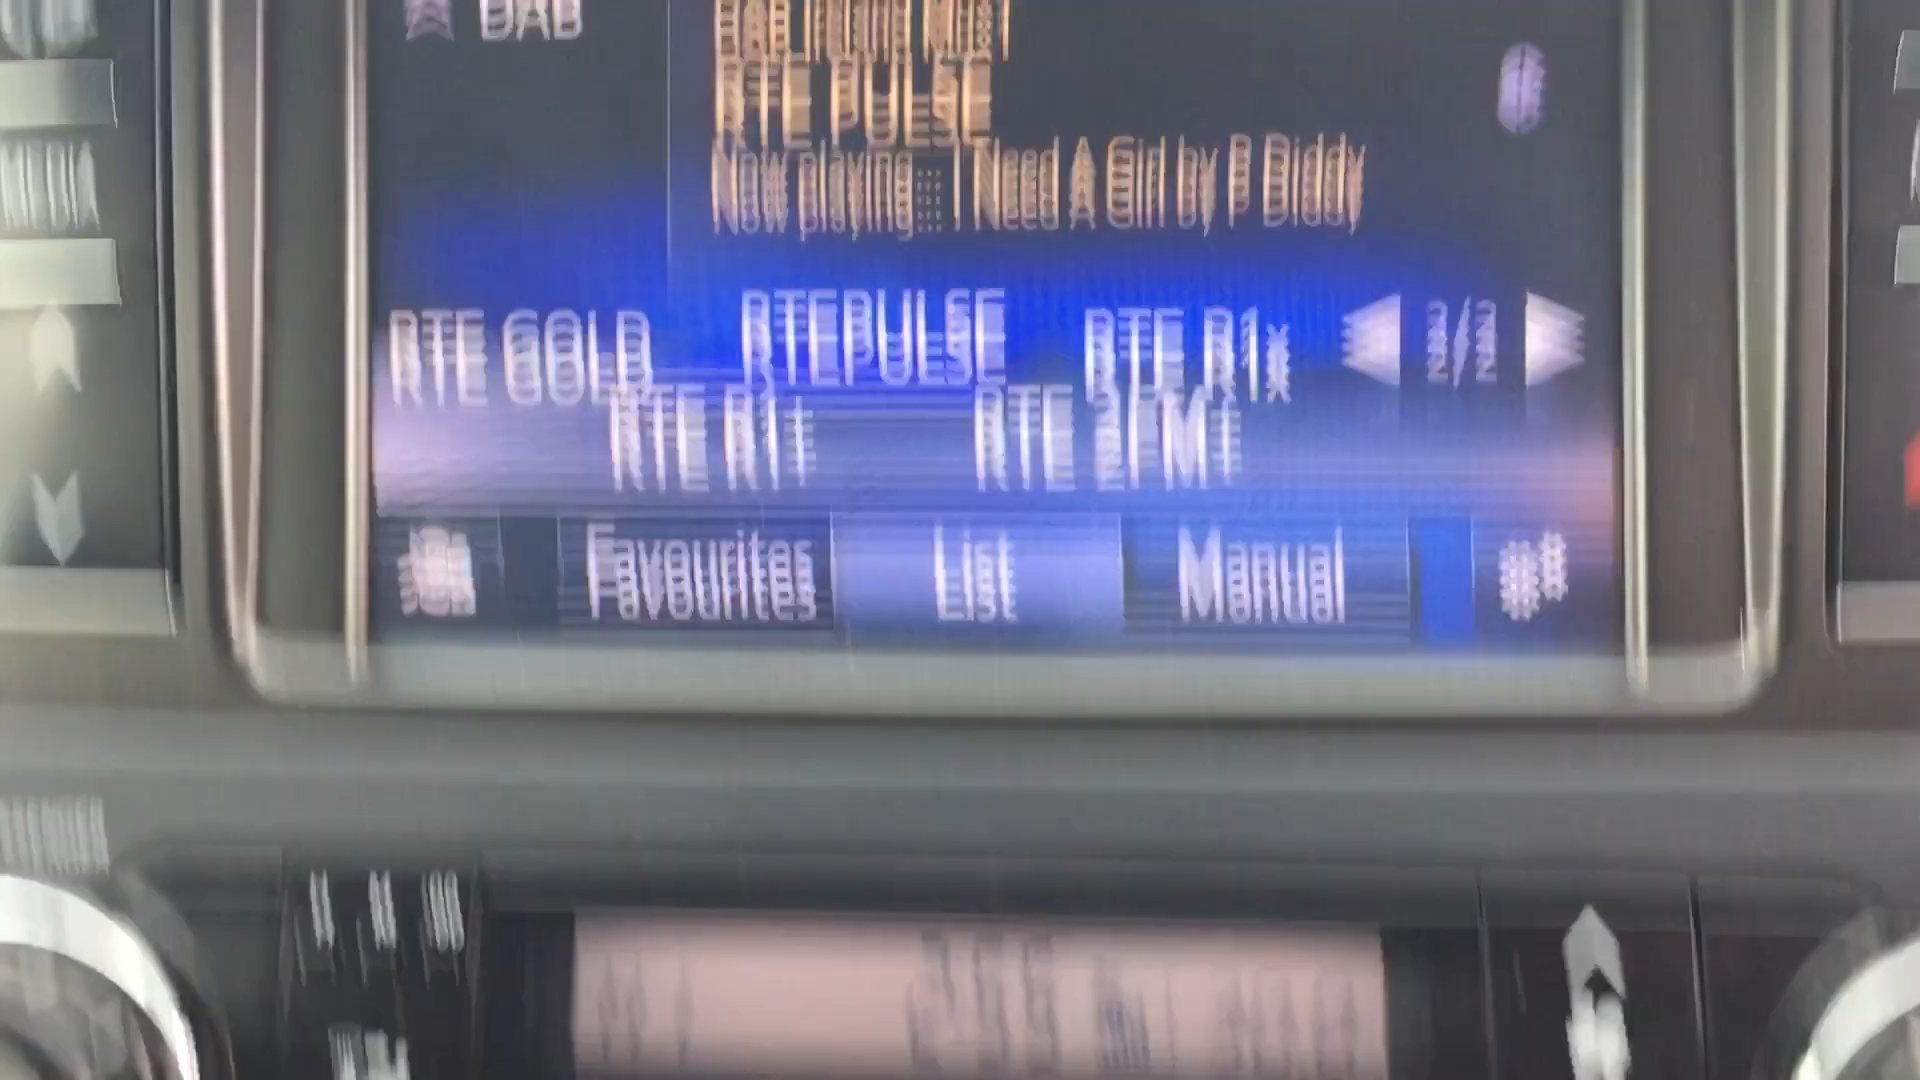 DAB
RTE PULSE
Now playing: I Need A Girl by P Diddy
RTE GOLD RTEPULSE RTE R1x 2/2
RTE R1+ RTE 2FM+
Favourites List Manual